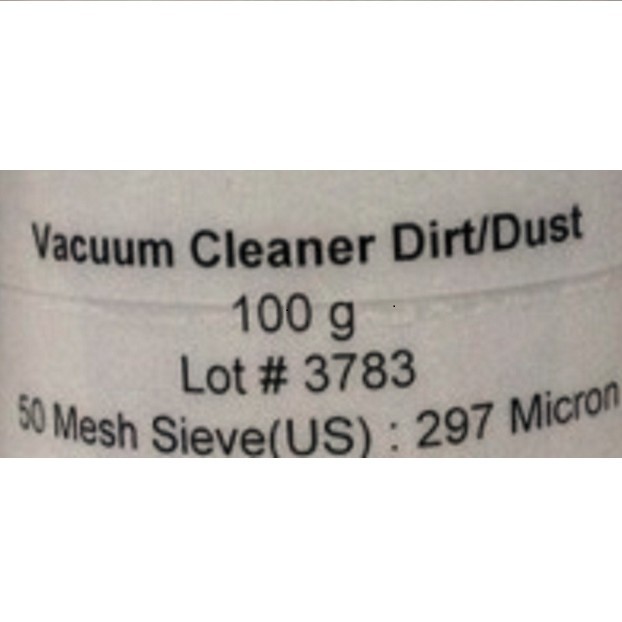 Vacuum Cleaner Dirt/Dust
100 g
Lot # 3783
50 Mesh Sieve(US) : 297 Micron